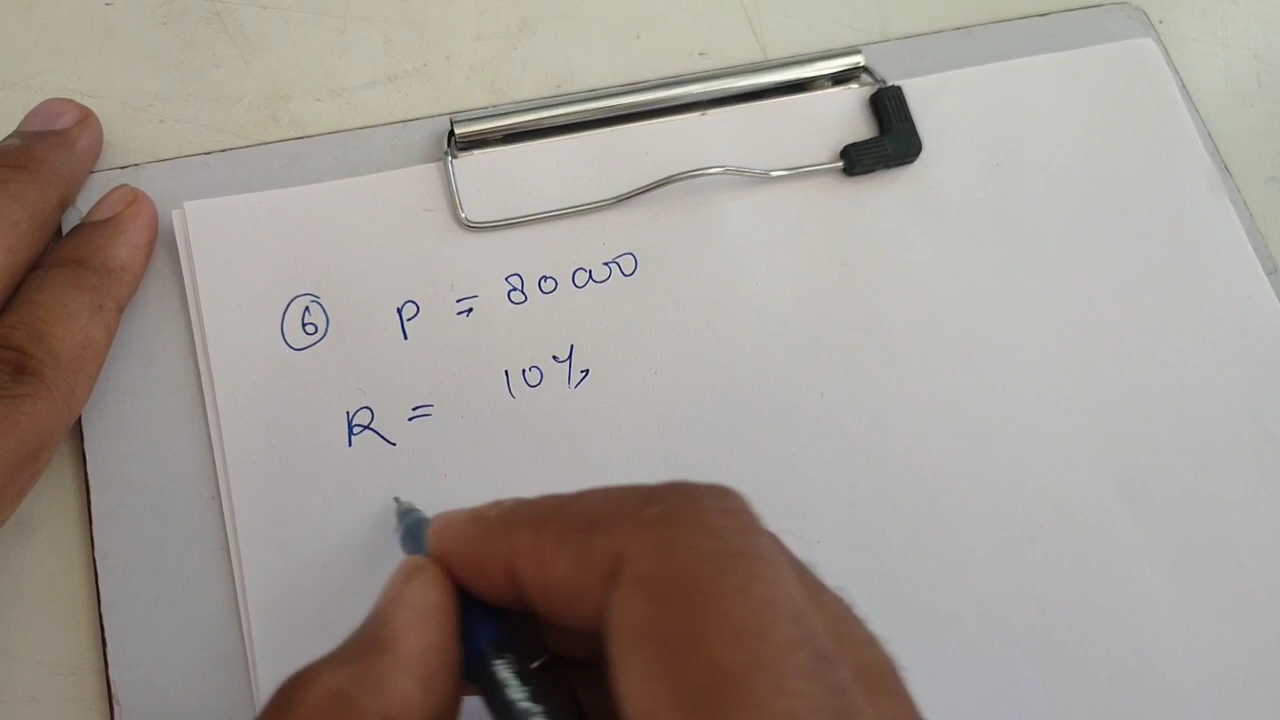 ⑥ P = 80000
R = 10%